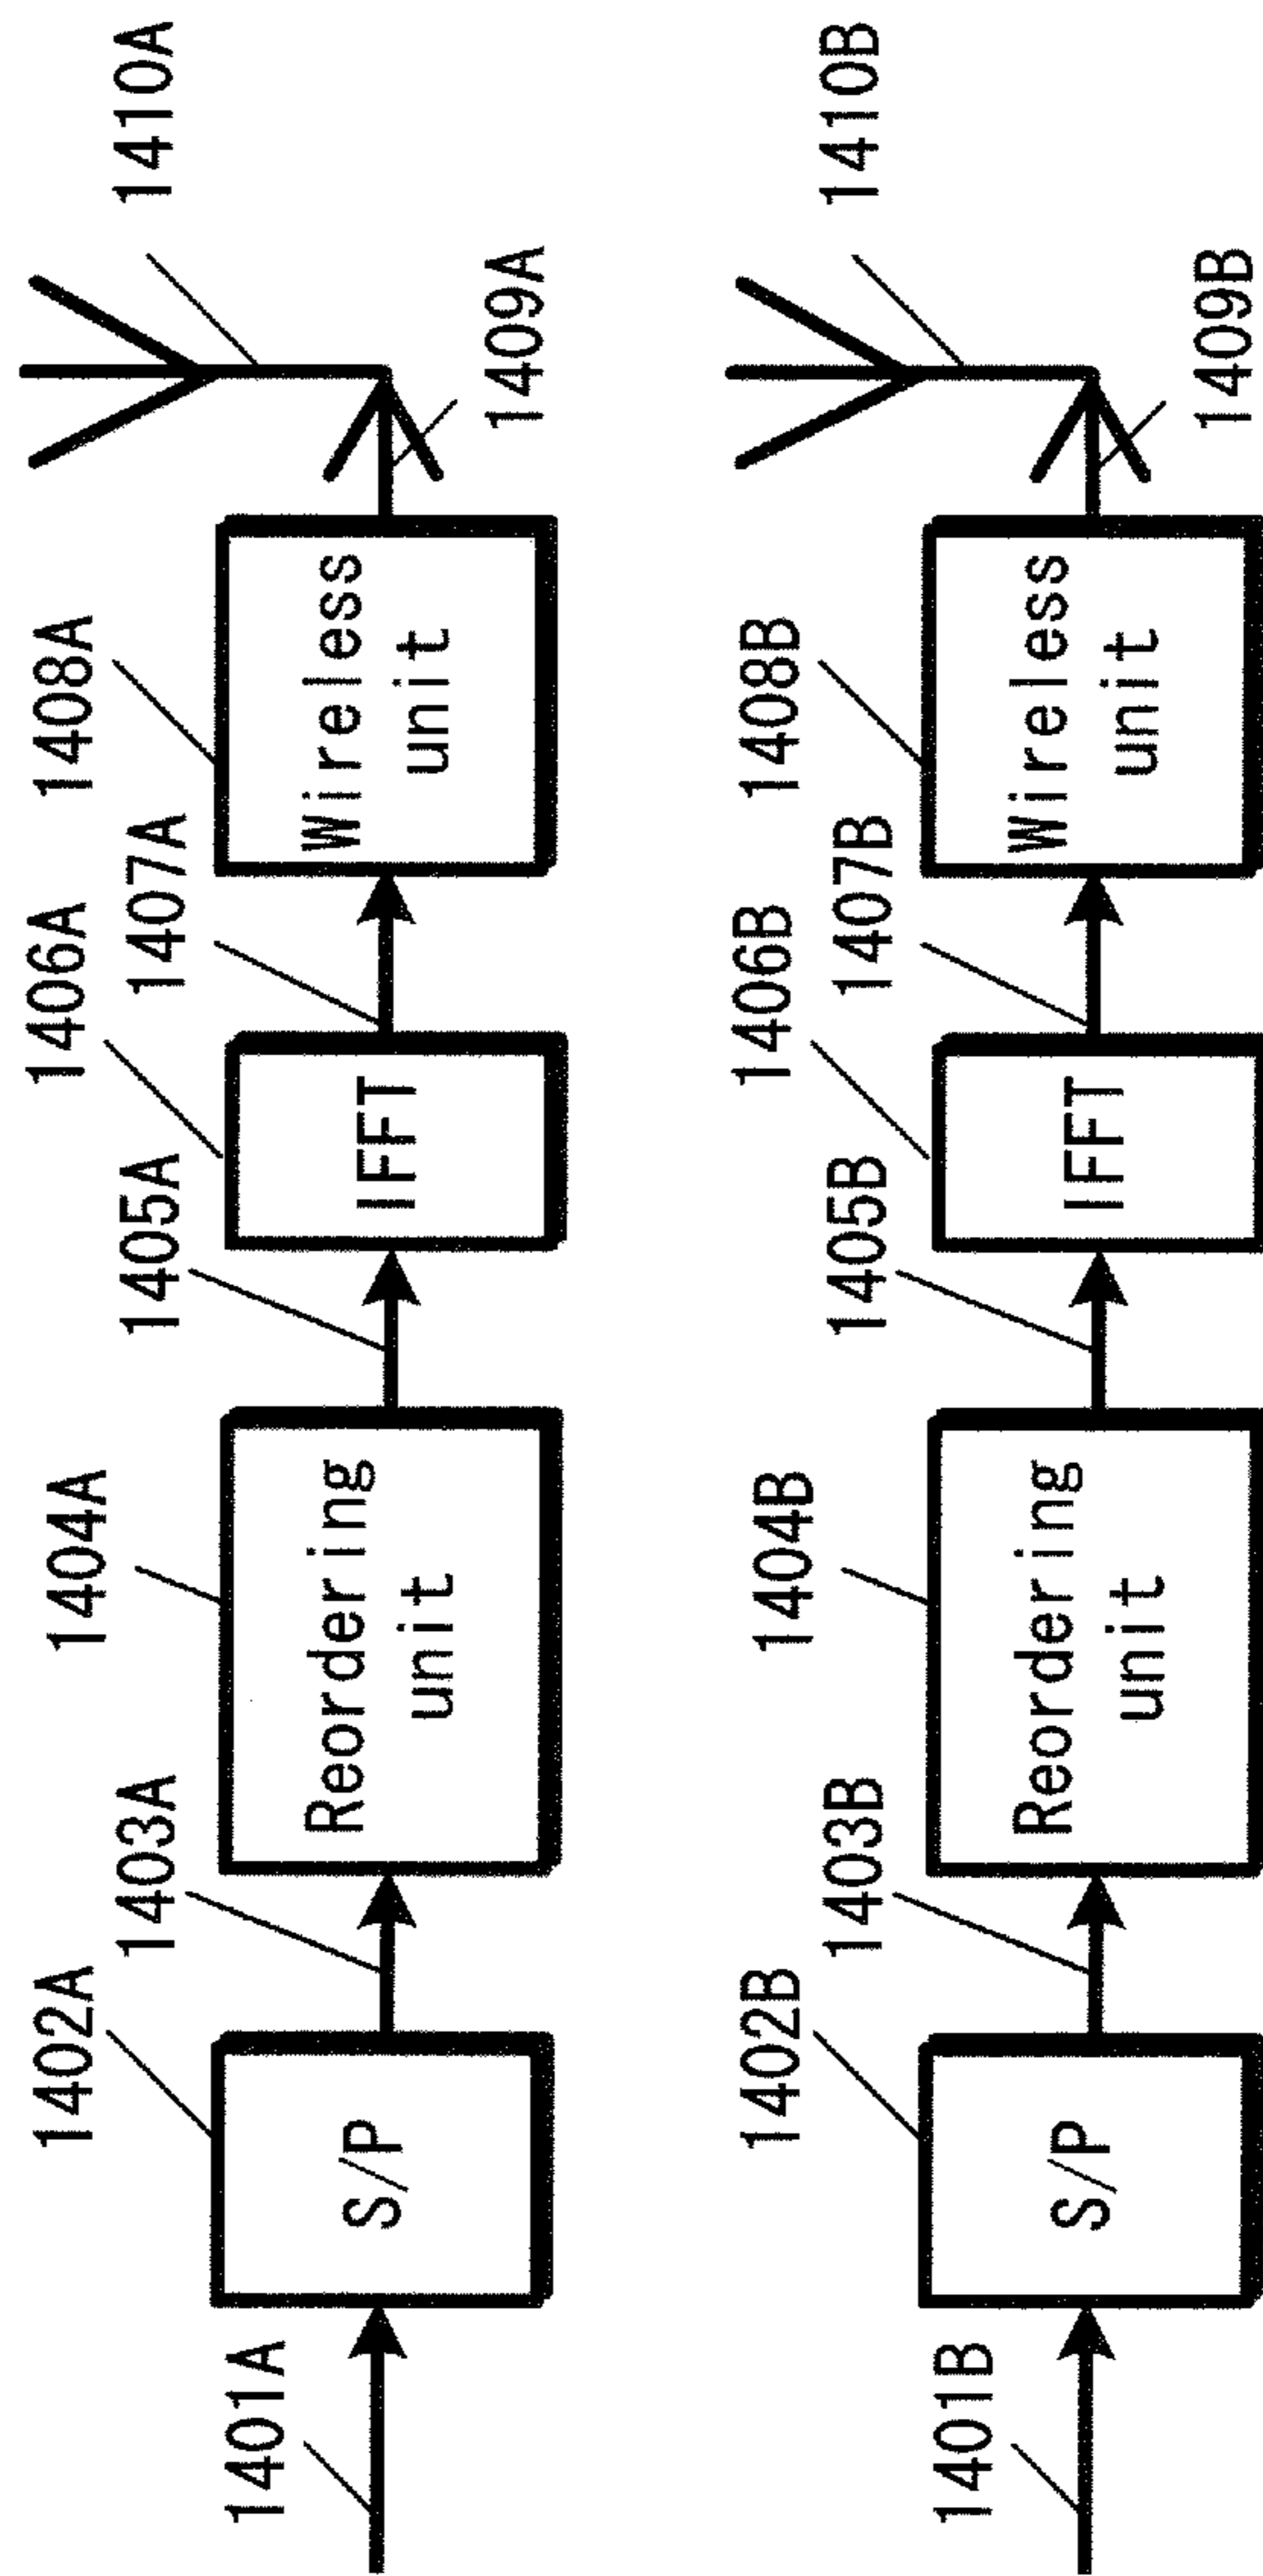 1401A
1402A
S/P
1403A
1404A
Reordering
unit
1405A
1406A
IFFT
1407A
1408A
Wireless
unit
1409A
1410A
1401B
1402B
S/P
1403B
1404B
Reordering
unit
1405B
1406B
IFFT
1407B
1408B
Wireless
unit
1409B
1410B